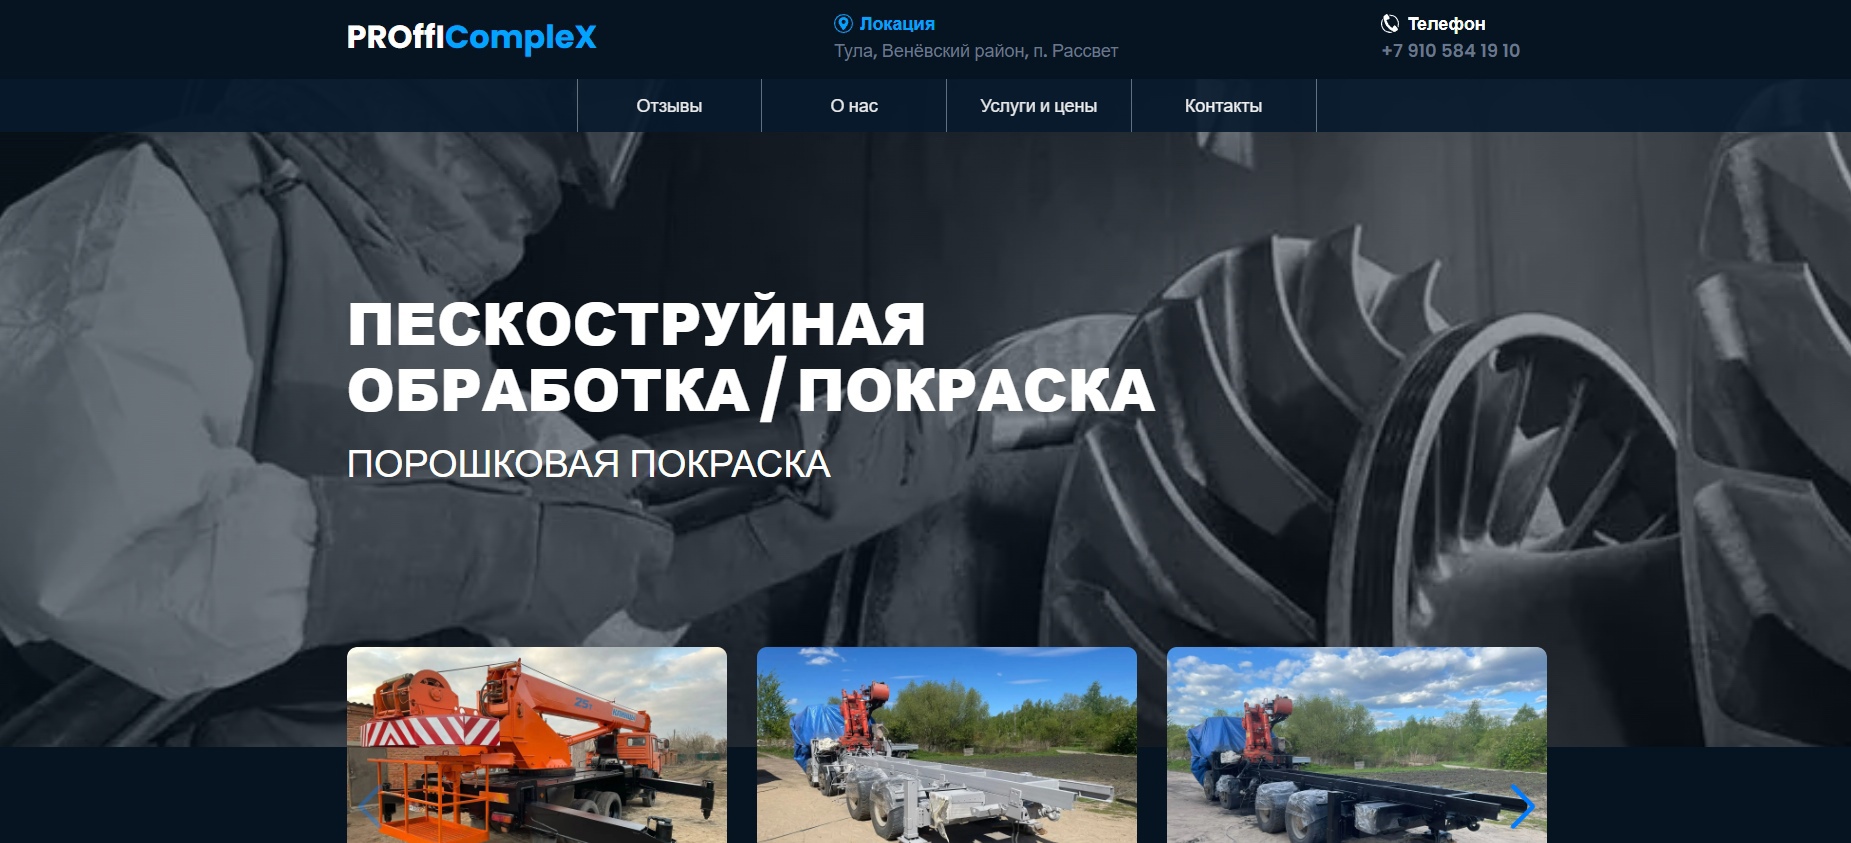 PROffICompleX
Локация
Тула, Венёвский район, п. Рассвет
Телефон
+7 910 584 19 10
Отзывы
О нас
Услуги и цены
Контакты
ПЕСКОСТРУЙНАЯ
ОБРАБОТКА / ПОКРАСКА
ПОРОШКОВАЯ ПОКРАСКА
25т